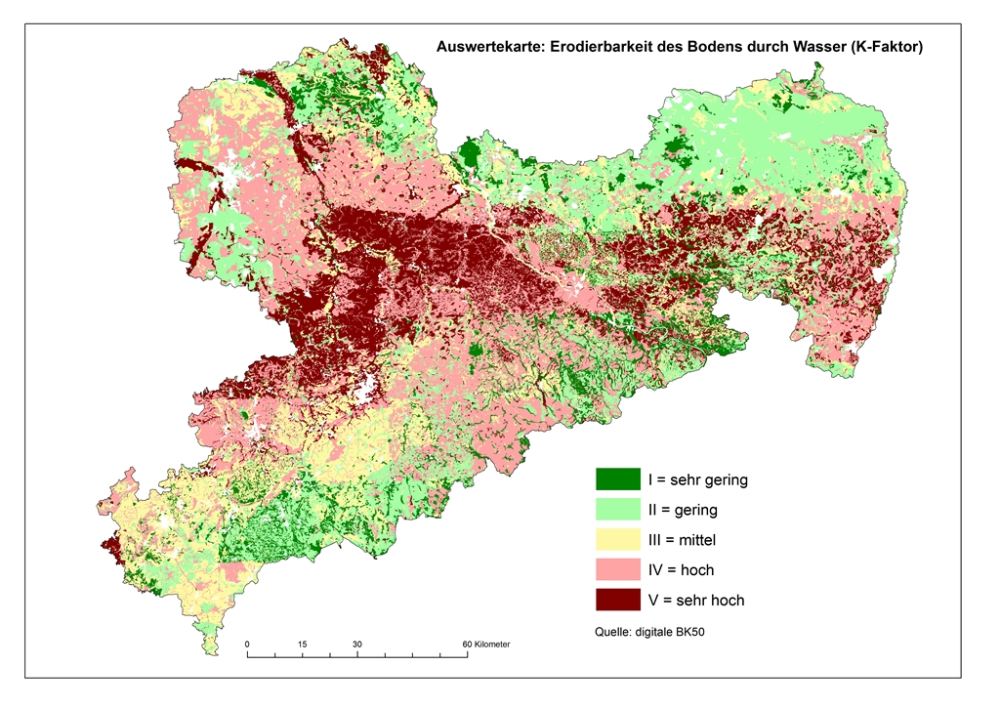 Auswertekarte: Erodierbarkeit des Bodens durch Wasser (K-Faktor)
I = sehr gering
II = gering
III = mittel
IV = hoch
V = sehr hoch
Quelle: digitale BK50
0 15 30 60 Kilometer